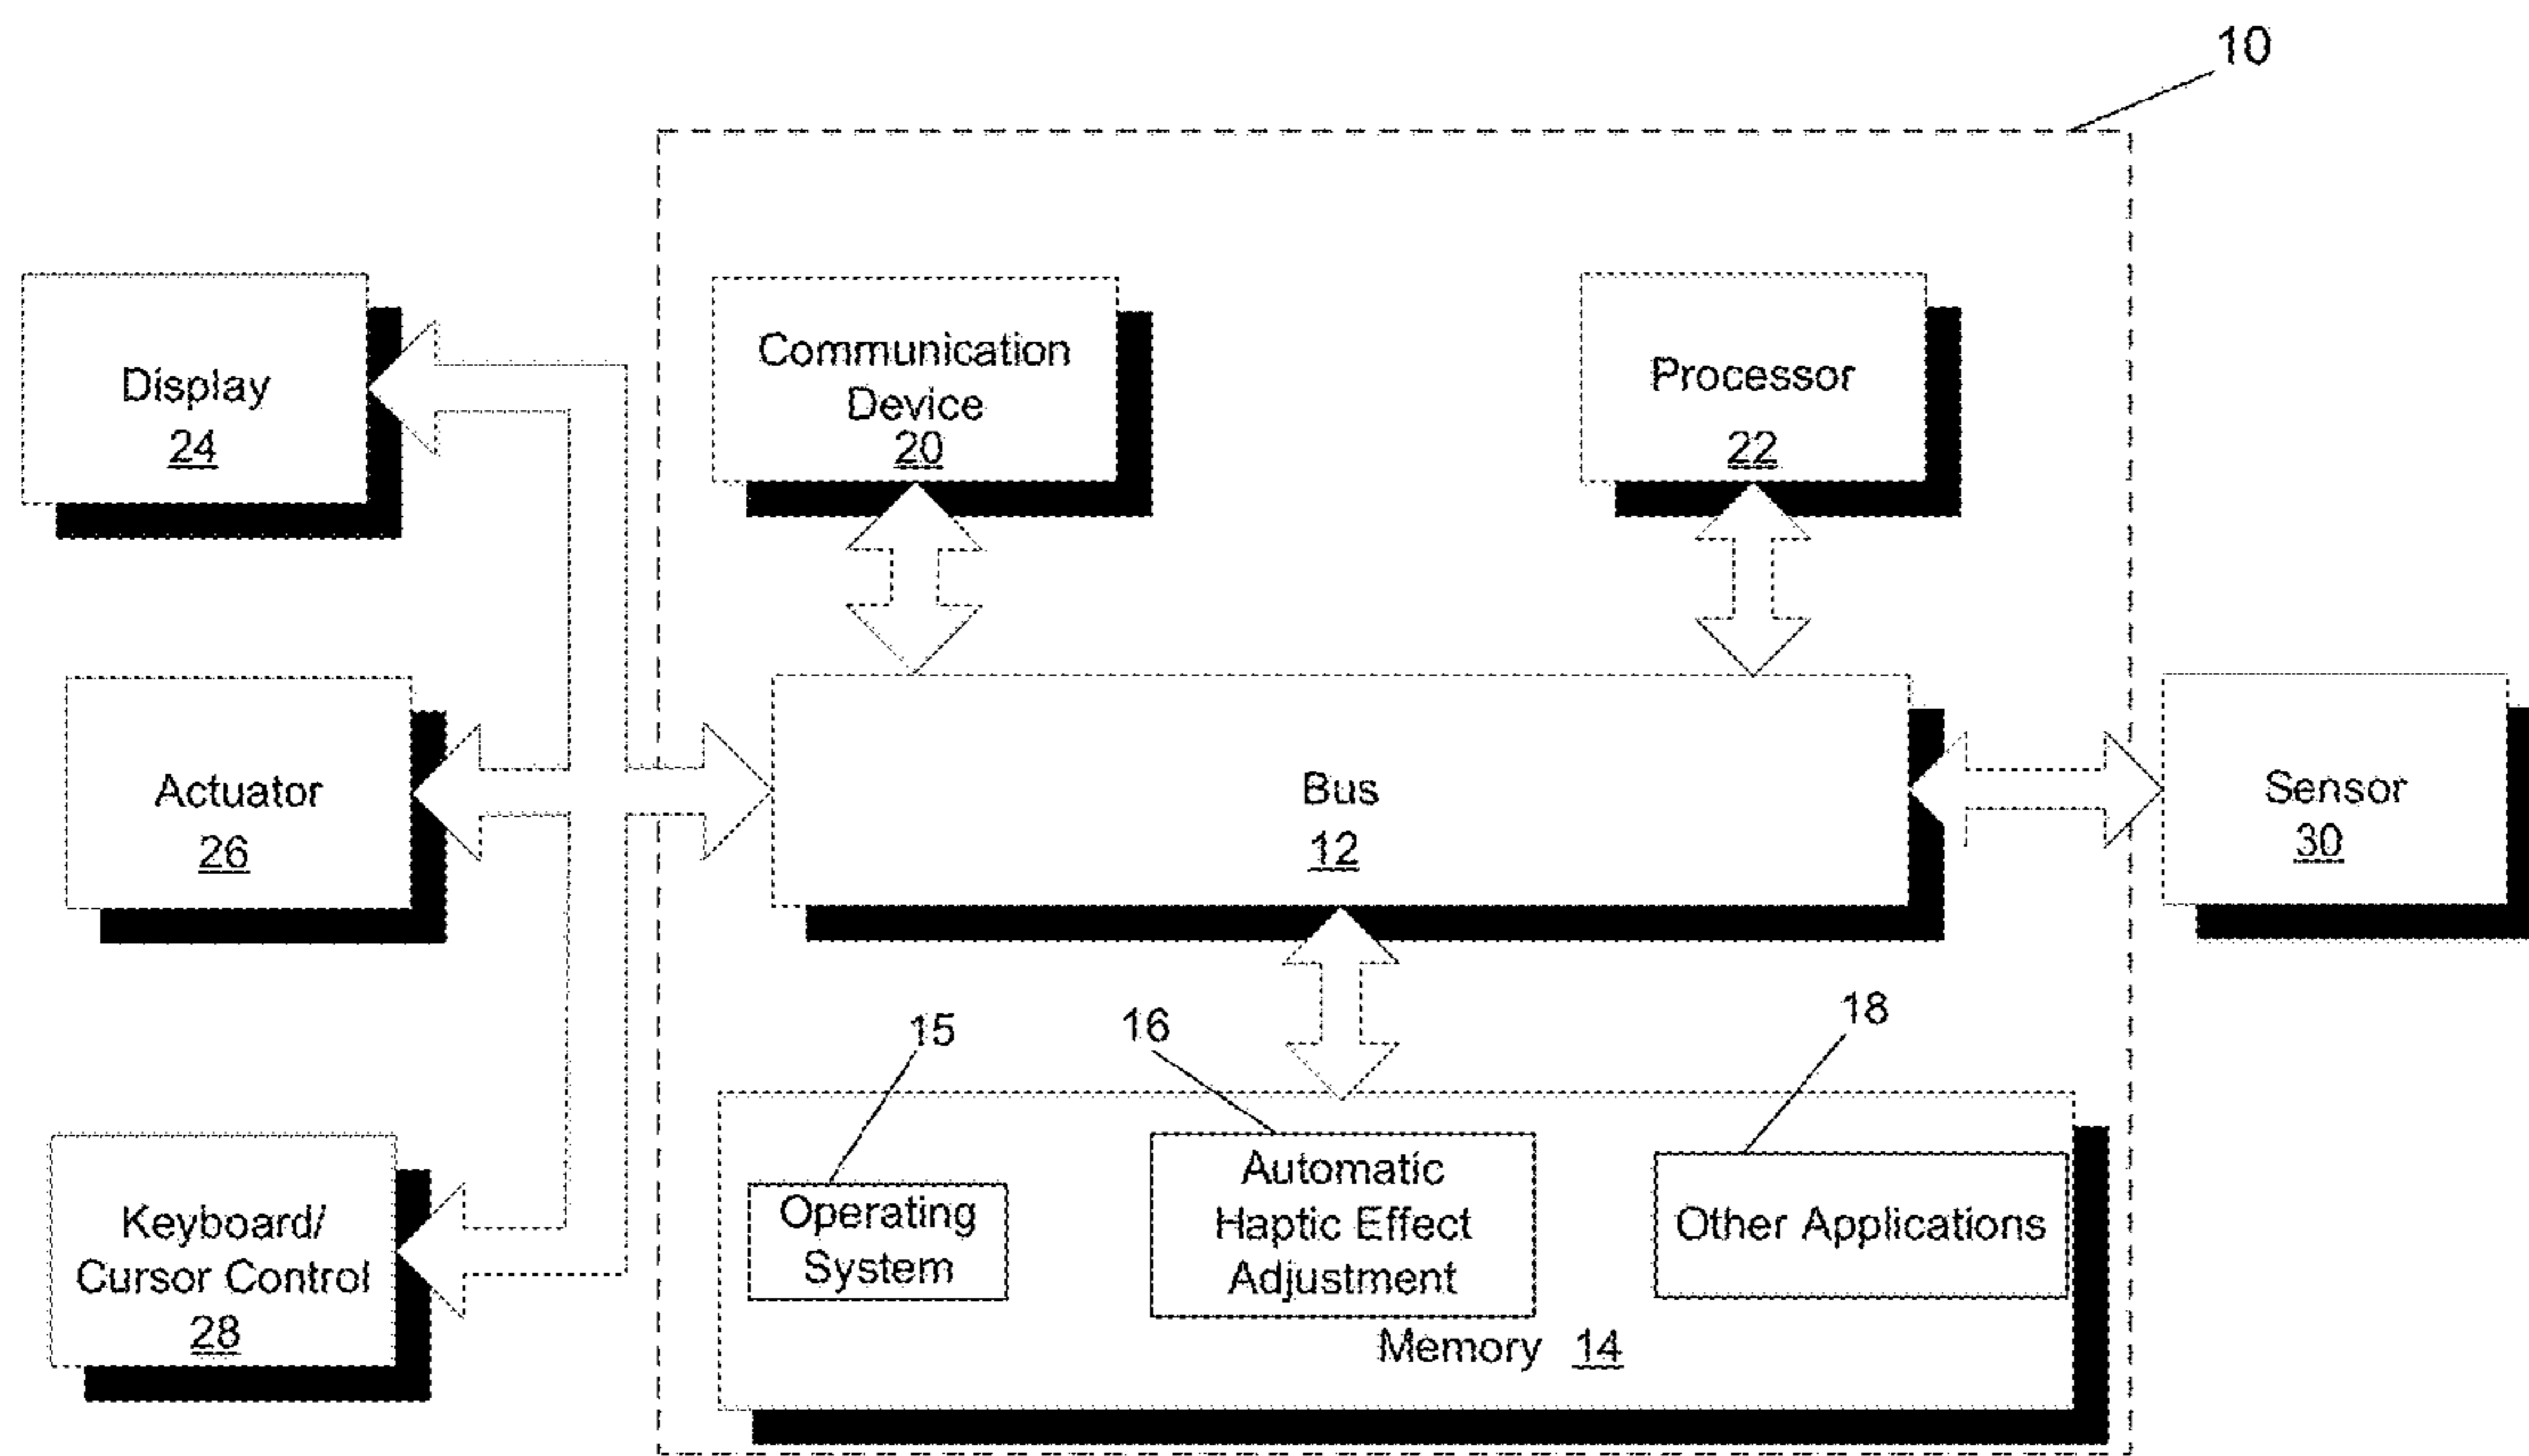 10
Display
24
Communication
Device
20
Processor
22
Actuator
26
Bus
12
Sensor
30
15
16
18
Keyboard/
Cursor Control
28
Operating
System
Automatic
Haptic Effect
Adjustment
Other Applications
Memory 14